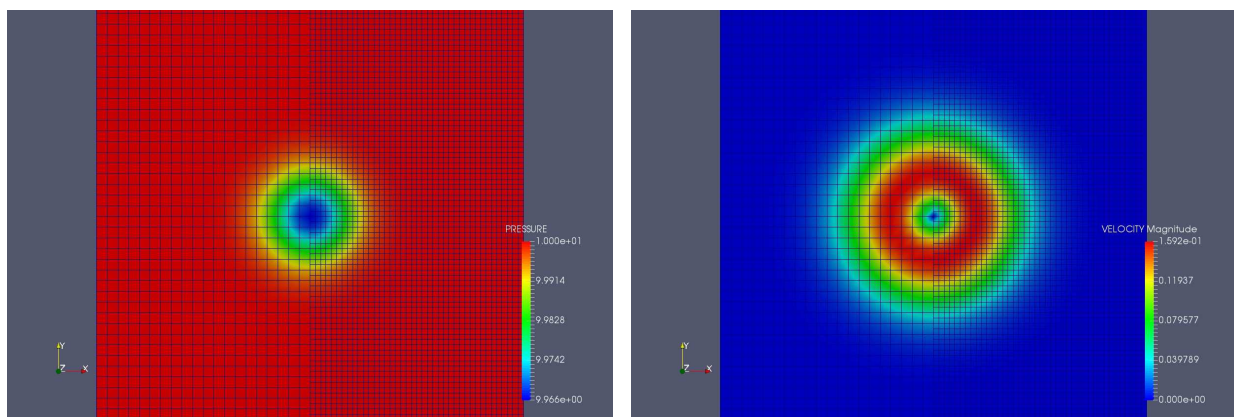 PRESSURE
1.000e+01
9.9914
9.9828
9.9742
9.966e+00
Y
Z X
VELOCITY Magnitude
1.592e-01
0.11937
0.079577
0.039789
0.000e+00
Y
Z X